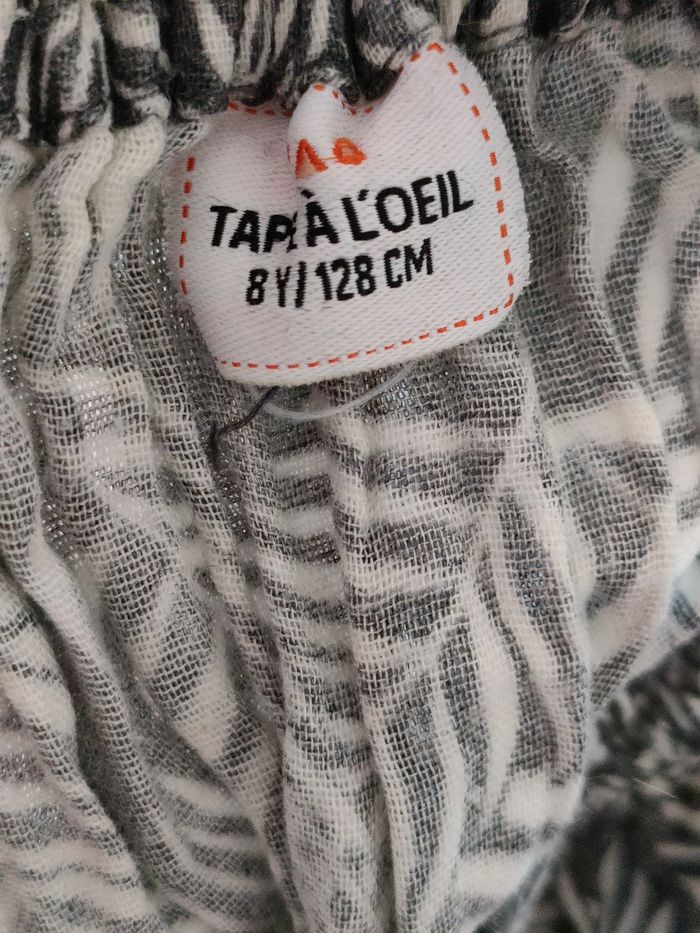 TAPE À L'OEIL
8 Y / 128 CM